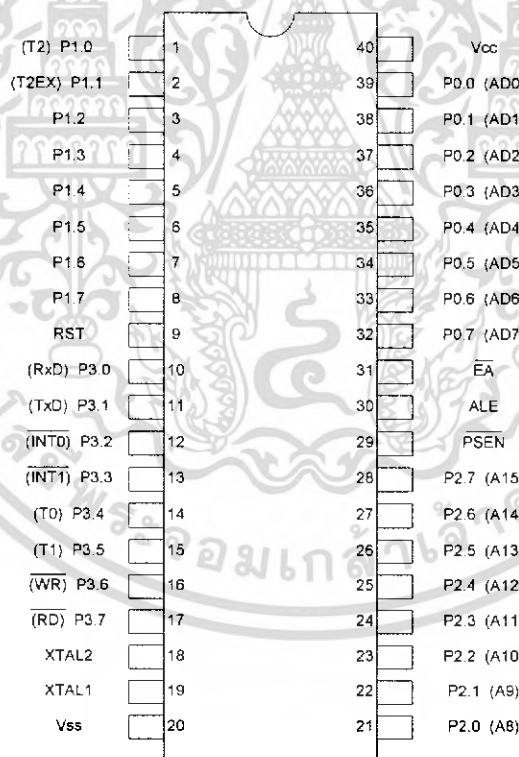 (T2) P1.0 1 40 Vcc
(T2EX) P1.1 2 39 P0.0 (AD0
P1.2 3 38 P0.1 (AD1
P1.3 4 37 P0.2 (AD2
P1.4 5 36 P0.3 (AD3
P1.5 6 35 P0.4 (AD4
P1.6 7 34 P0.5 (AD5
P1.7 8 33 P0.6 (AD6
RST 9 32 P0.7 (AD7
(RxD) P3.0 10 31 EA
(TxD) P3.1 11 30 ALE
(INT0) P3.2 12 29 PSEN
(INT1) P3.3 13 28 P2.7 (A15
(T0) P3.4 14 27 P2.6 (A14
(T1) P3.5 15 26 P2.5 (A13
(WR) P3.6 16 25 P2.4 (A12
(RD) P3.7 17 24 P2.3 (A11
XTAL2 18 23 P2.2 (A10
XTAL1 19 22 P2.1 (A9)
Vss 20 21 P2.0 (A8)